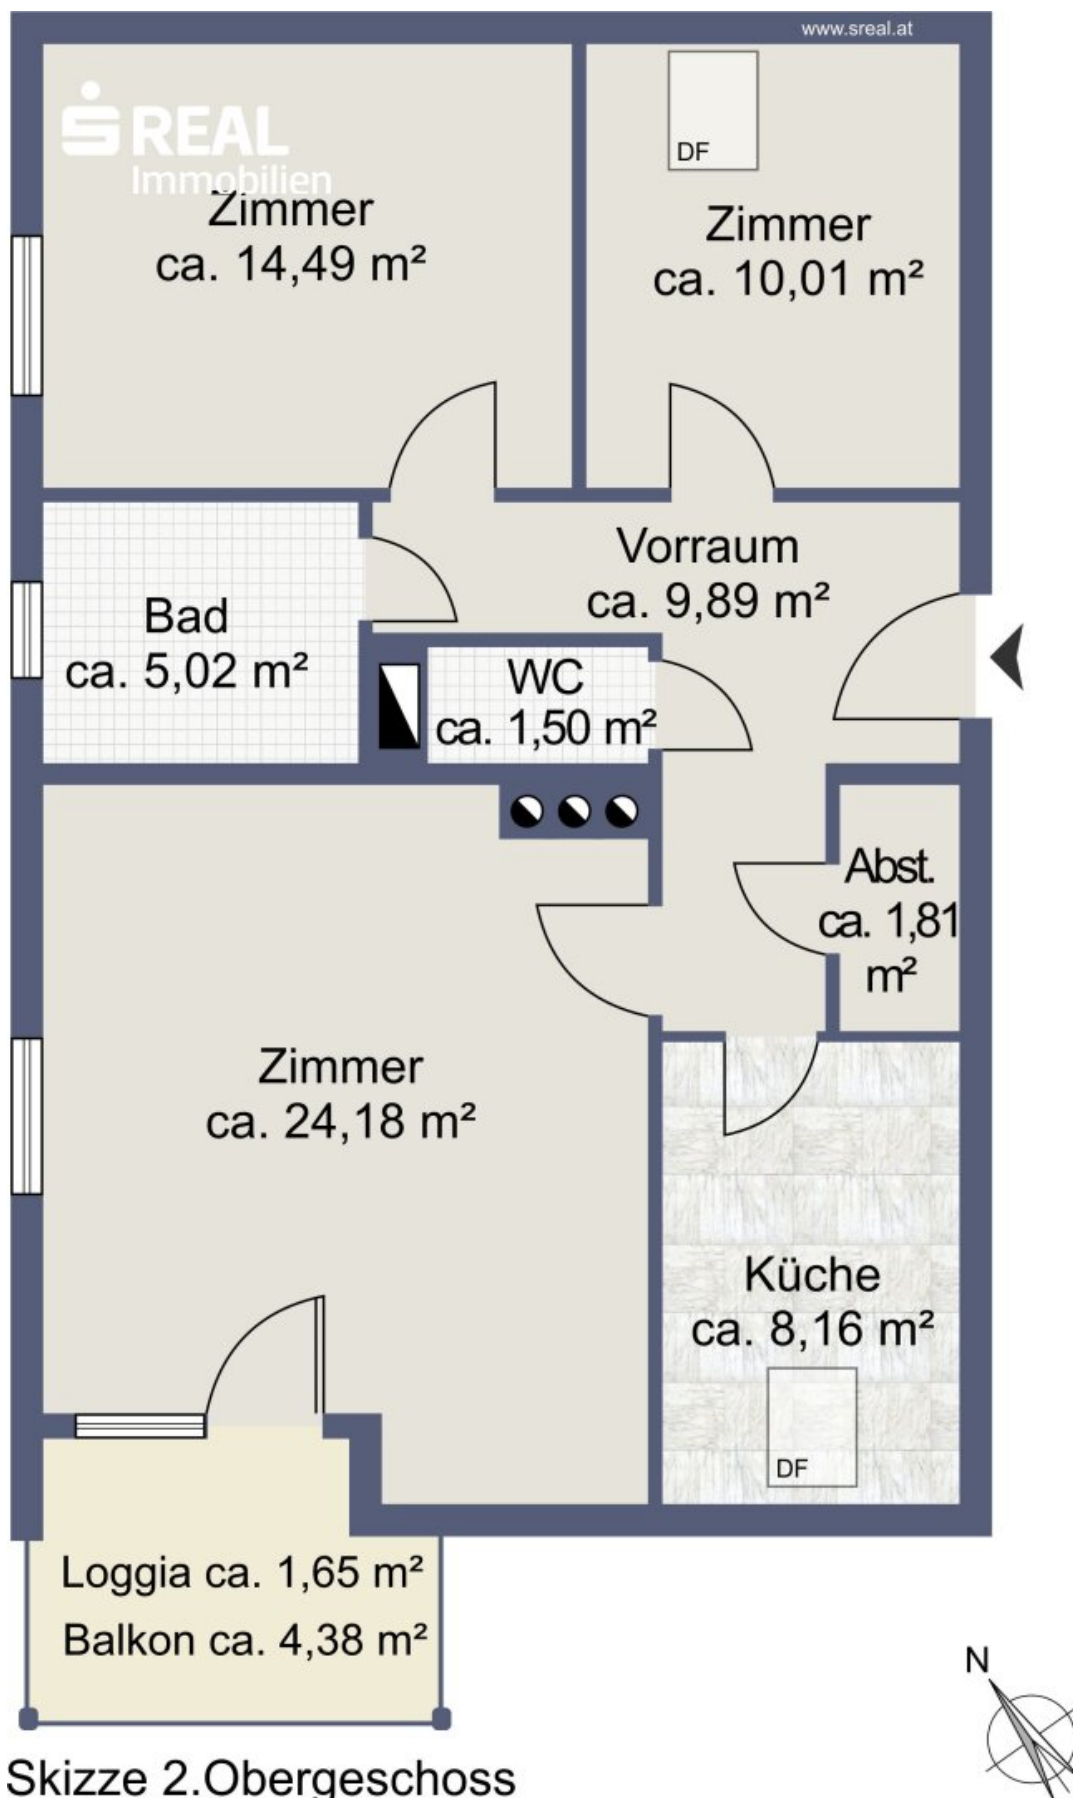 www.sreal.at
S REAL
Immobilien
DF
Zimmer
ca. 14,49 m²
Zimmer
ca. 10,01 m²
Vorraum
ca. 9,89 m²
Bad
ca. 5,02 m²
WC
ca. 1,50 m²
Abst.
ca. 1,81
m²
Zimmer
ca. 24,18 m²
Küche
ca. 8,16 m²
DF
Loggia ca. 1,65 m²
Balkon ca. 4,38 m²
N
Skizze 2.Obergeschoss